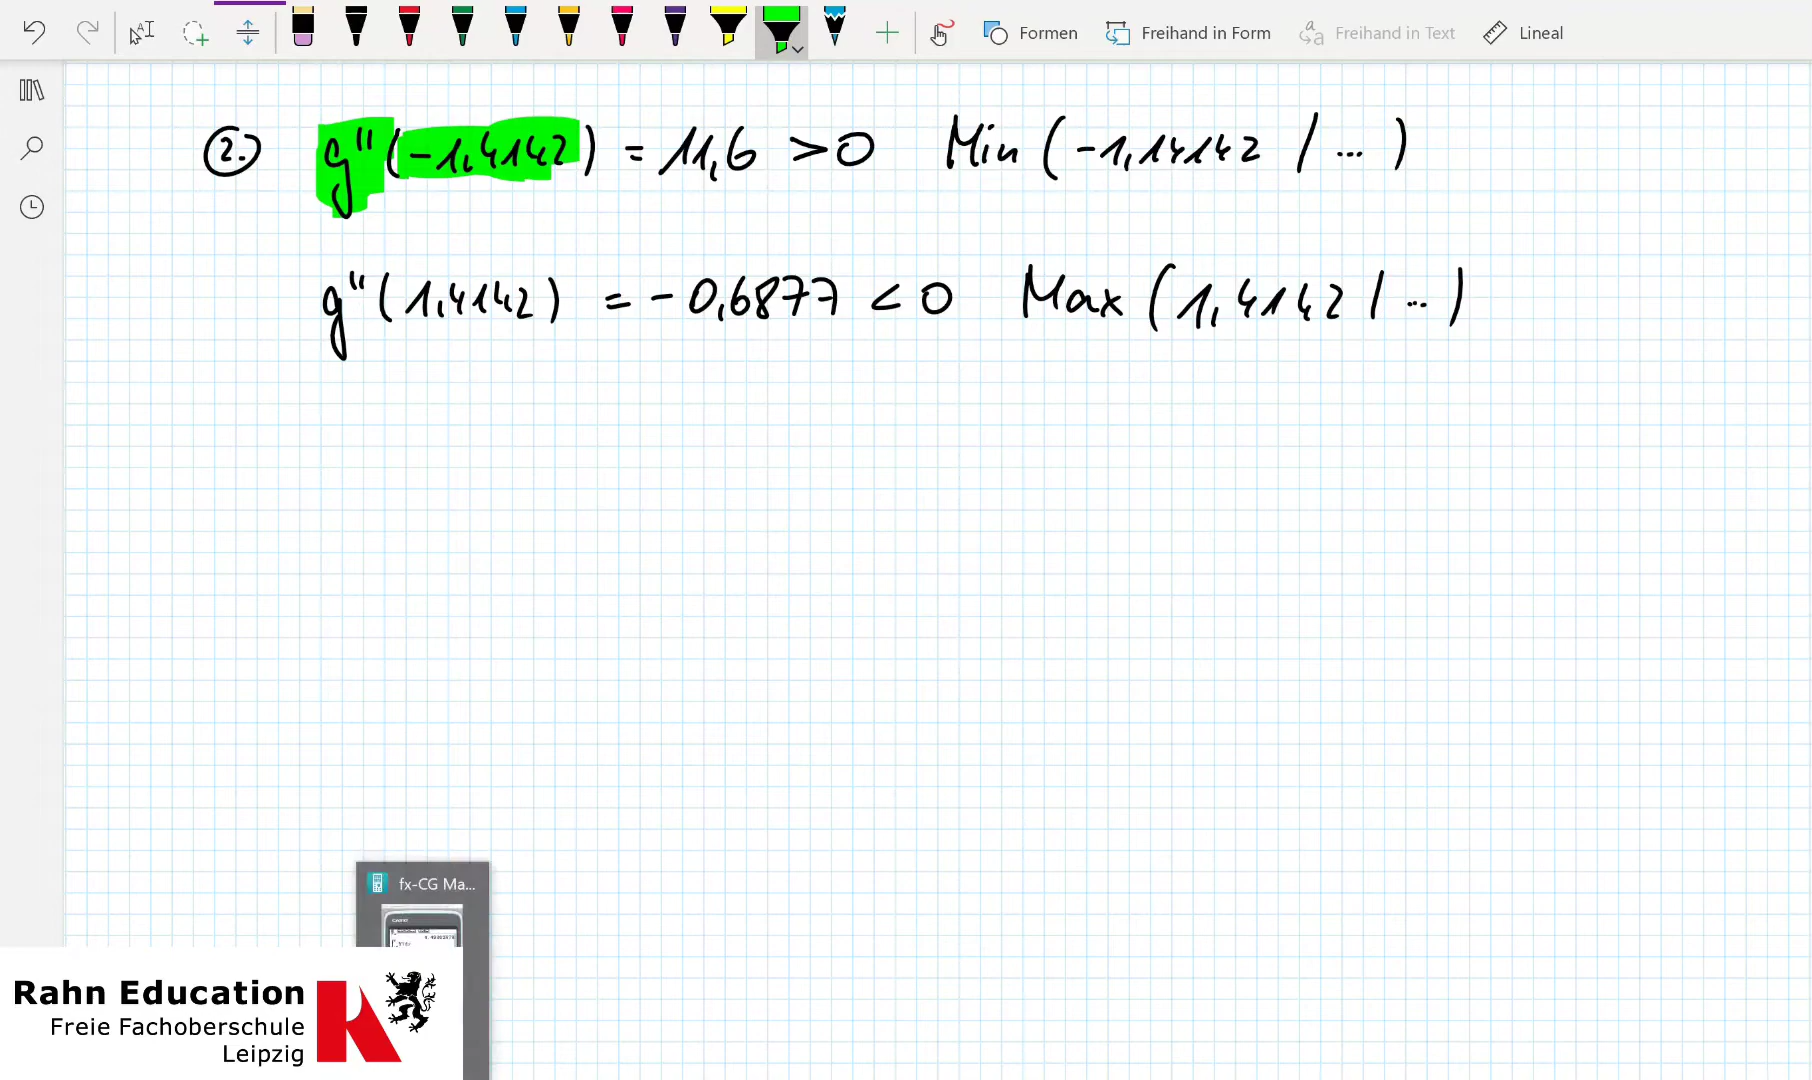 Formen Freihand in Form Freihand in Text Lineal
2. g''(-1,4142) = 11,6 > 0 Min (-1,14142 / ... )
g''(1,4142) = -0,6877 < 0 Max (1,4142 / ...)
fx-CG Ma...
Rahn Education
Freie Fachoberschule
Leipzig